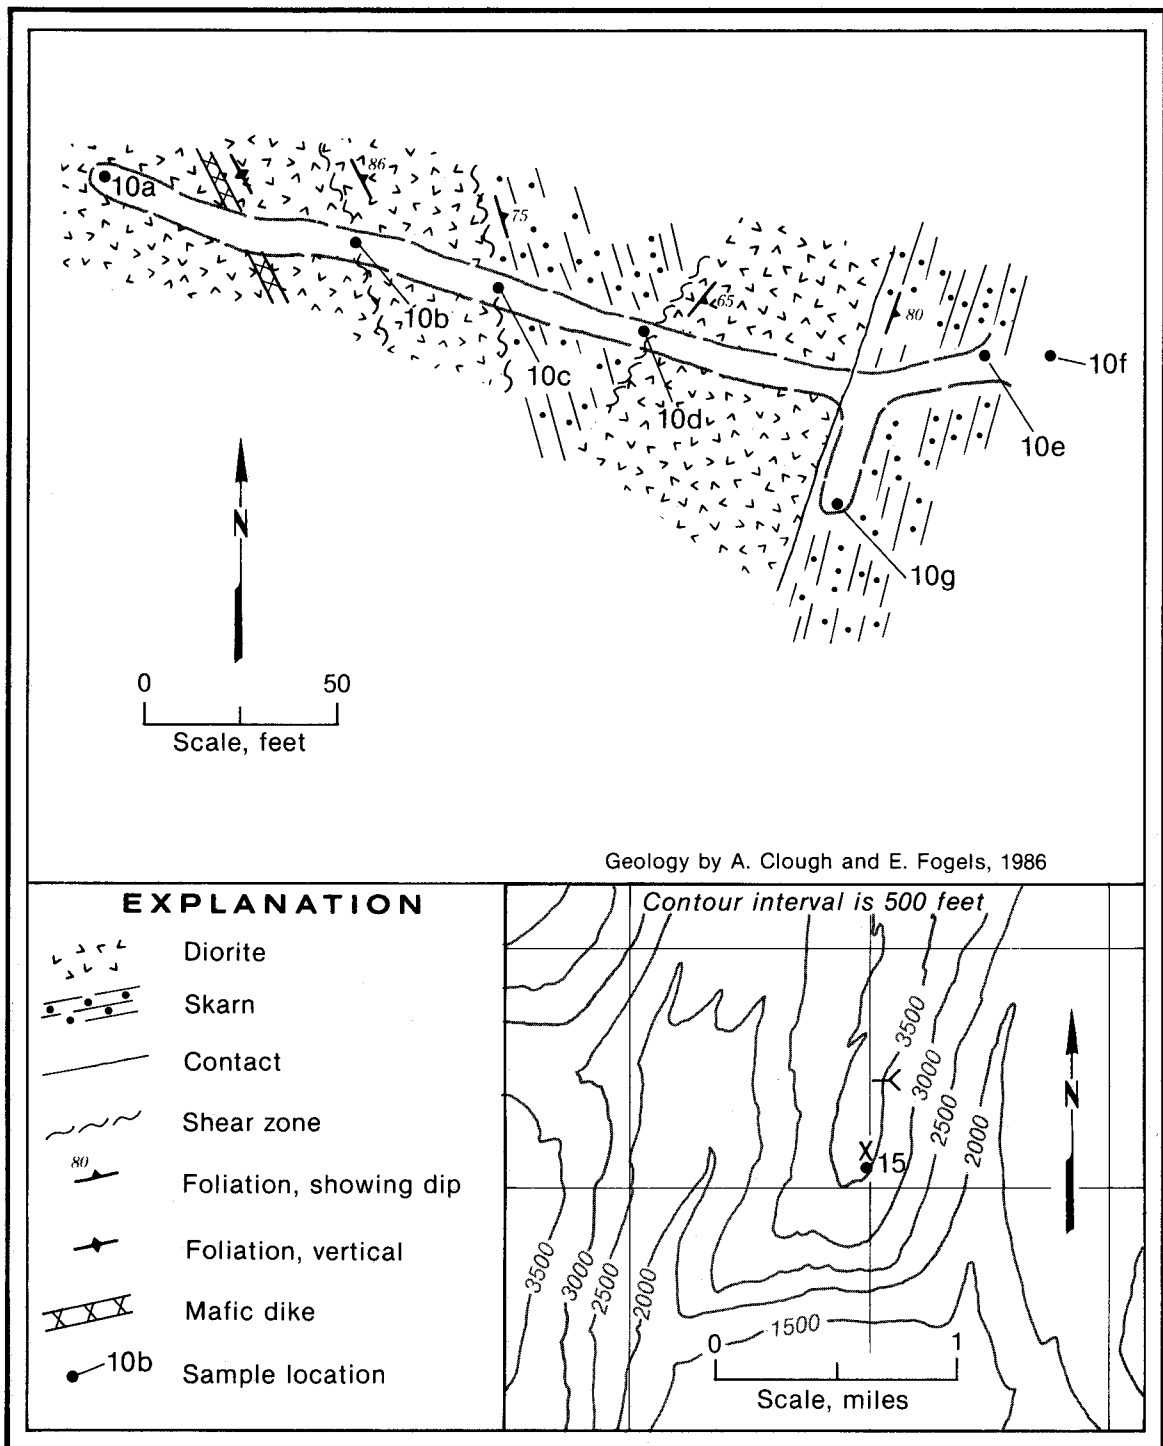 86
10a
75
10b
65
80
10f
10c
10d
10e
N
10g
0 50
Scale, feet
Geology by A. Clough and E. Fogels, 1986
EXPLANATION
Diorite
Skarn
Contact
Shear zone
80
Foliation, showing dip
Foliation, vertical
Mafic dike
10b
Sample location
Contour interval is 500 feet
3500
3000
2500
2000
N
X
15
3500
3000
2500
2000
1500
0 1
Scale, miles